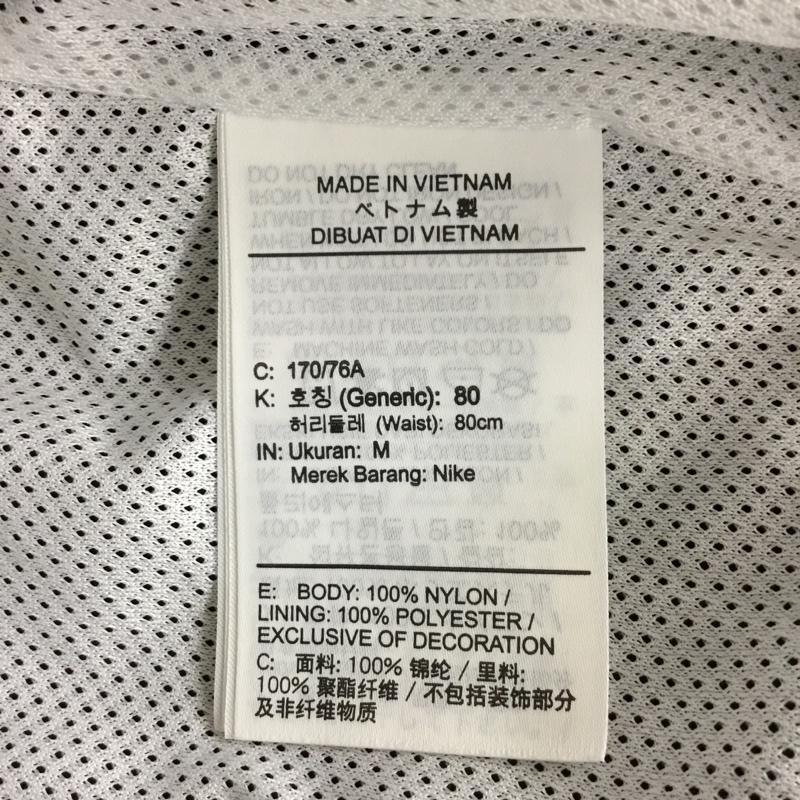 MADE IN VIETNAM
ベトナム製
DIBUAT DI VIETNAM
C: 170/76A
K: 호칭 (Generic): 80
허리둘레 (Waist): 80cm
IN: Ukuran: M
Merek Barang: Nike
E: BODY: 100% NYLON /
LINING: 100% POLYESTER /
EXCLUSIVE OF DECORATION
C: 面料: 100% 锦纶 / 里料:
100% 聚酯纤维 / 不包括装饰部分
及非纤维物质